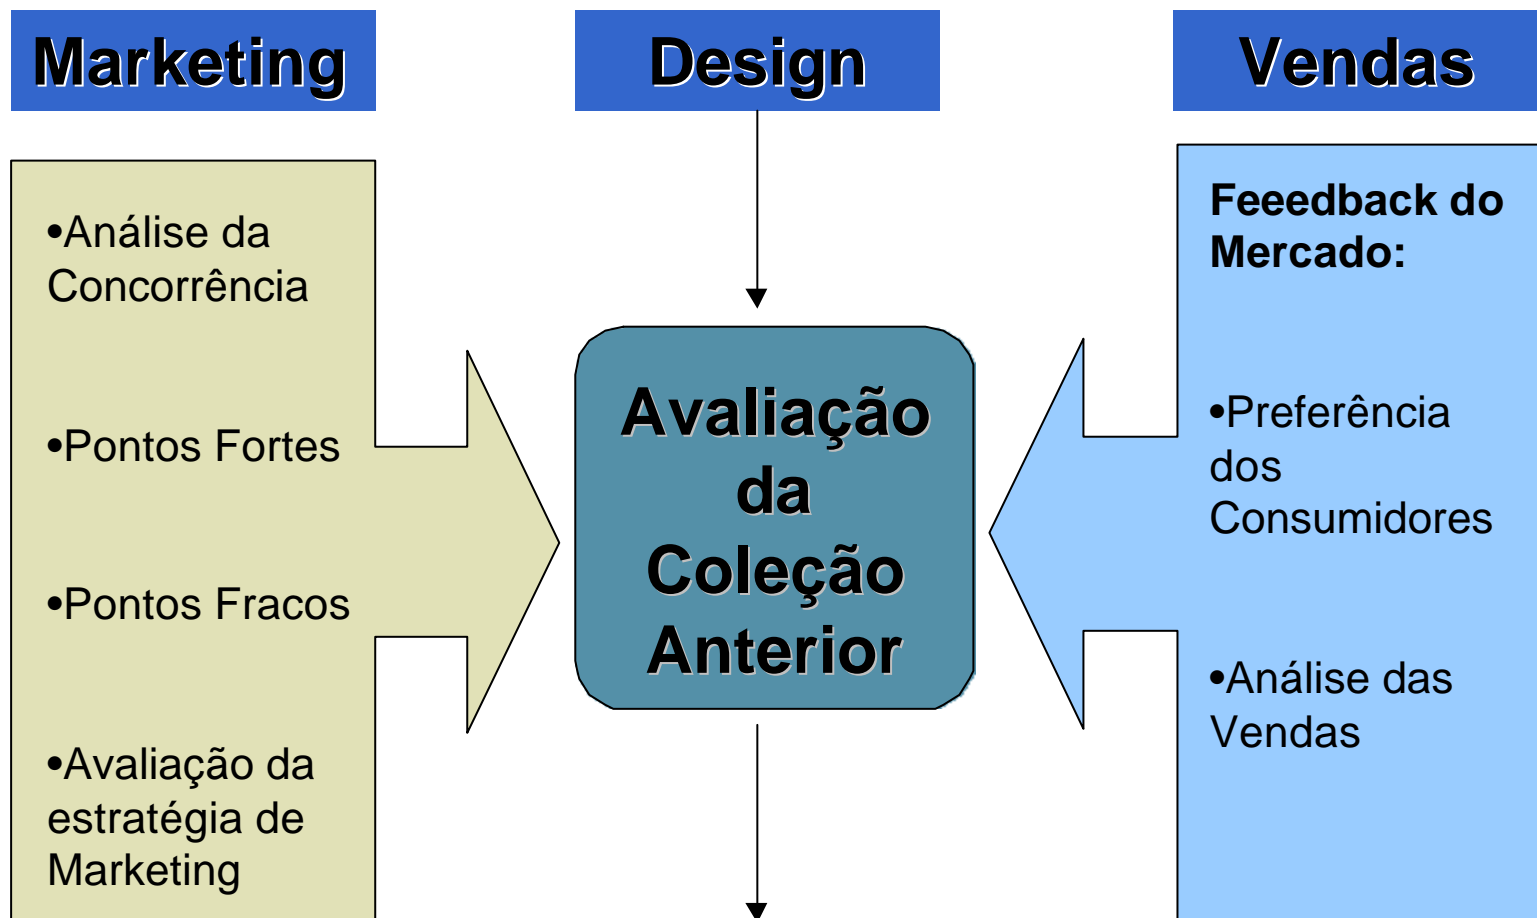 Marketing
Design
Vendas
•Análise da
Concorrência
•Pontos Fortes
•Pontos Fracos
•Avaliação da
estratégia de
Marketing
Avaliação
da
Coleção
Anterior
Feeedback do
Mercado:
•Preferência
dos
Consumidores
•Análise das
Vendas